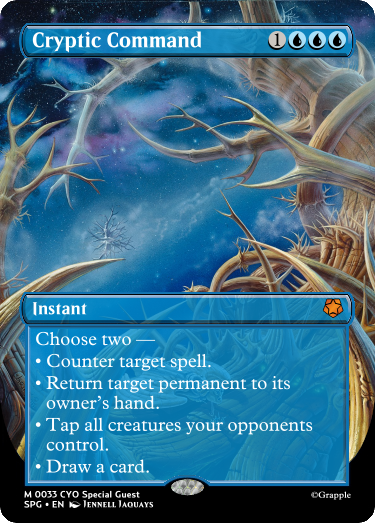 Cryptic Command 1
Instant
Choose two —
• Counter target spell.
• Return target permanent to its
owner's hand.
• Tap all creatures your opponents
control.
• Draw a card.
M 0033 CYO Special Guest
SPG • EN Jennell Jaquays
©Grapple